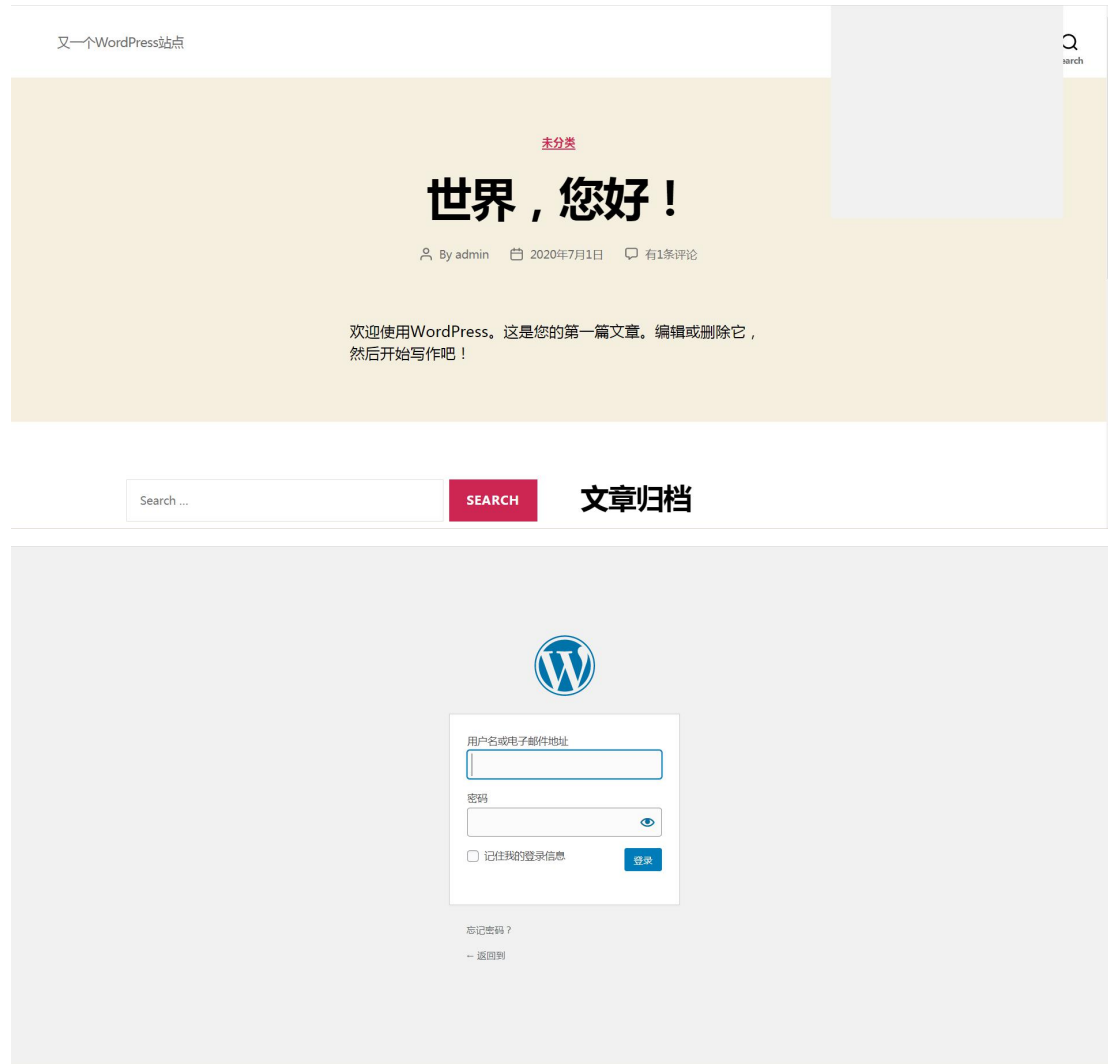 又一个WordPress站点
earch
未分类
世界，您好！
By admin 2020年7月1日 有1条评论
欢迎使用WordPress。这是您的第一篇文章。编辑或删除它，
然后开始写作吧！
Search ... SEARCH 文章归档
用户名或电子邮件地址
密码
记住我的登录信息 登录
忘记密码？
← 返回到